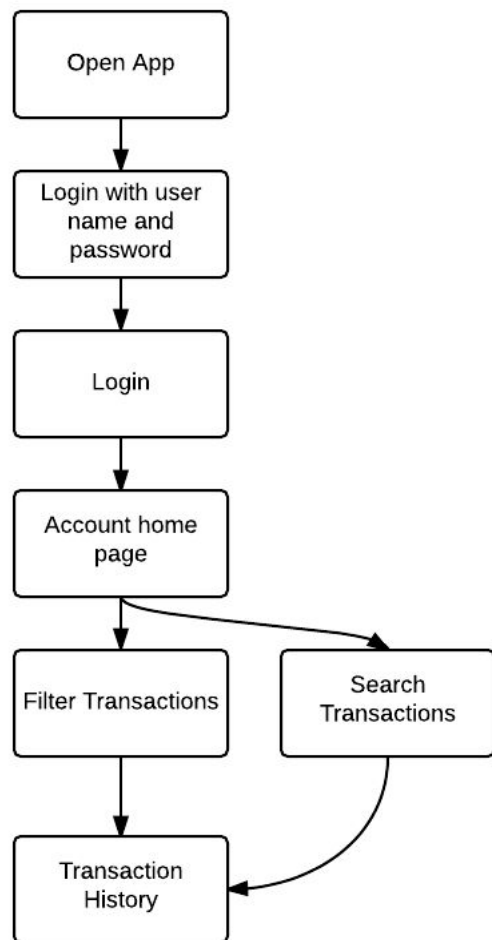 Open App
Login with user
name and
password
Login
Account home
page
Filter Transactions
Search
Transactions
Transaction
History